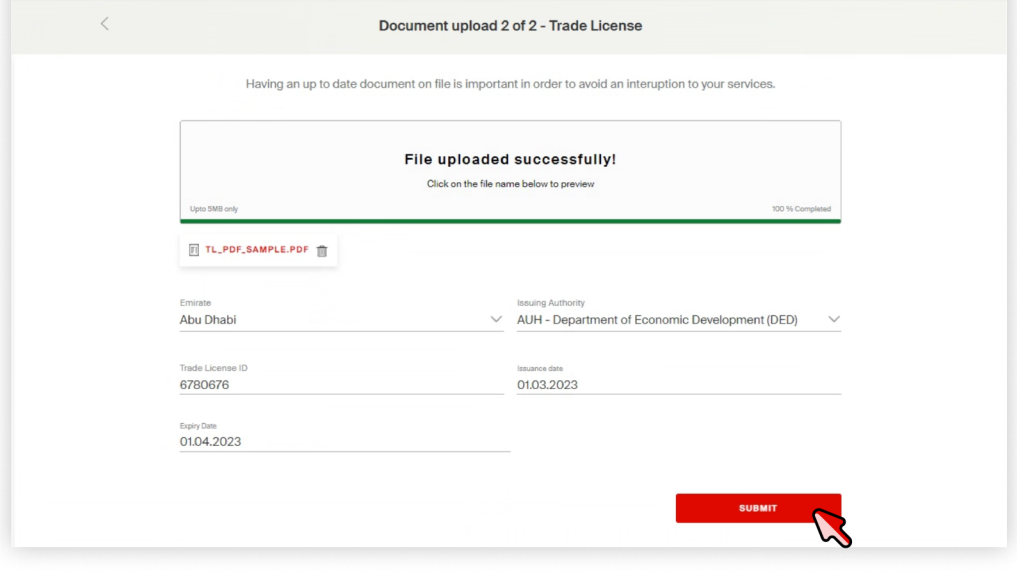 Document upload 2 of 2 - Trade License
Having an up to date document on file is important in order to avoid an interuption to your services.
File uploaded successfully!
Click on the file name below to preview
Upto 5MB only
100 % Completed
TL_PDF_SAMPLE.PDF
Emirate
Issuing Authority
Abu Dhabi
AUH - Department of Economic Development (DED)
Trade License ID
Issuance date
6780676
01.03.2023
Expiry Date
01.04.2023
SUBMIT